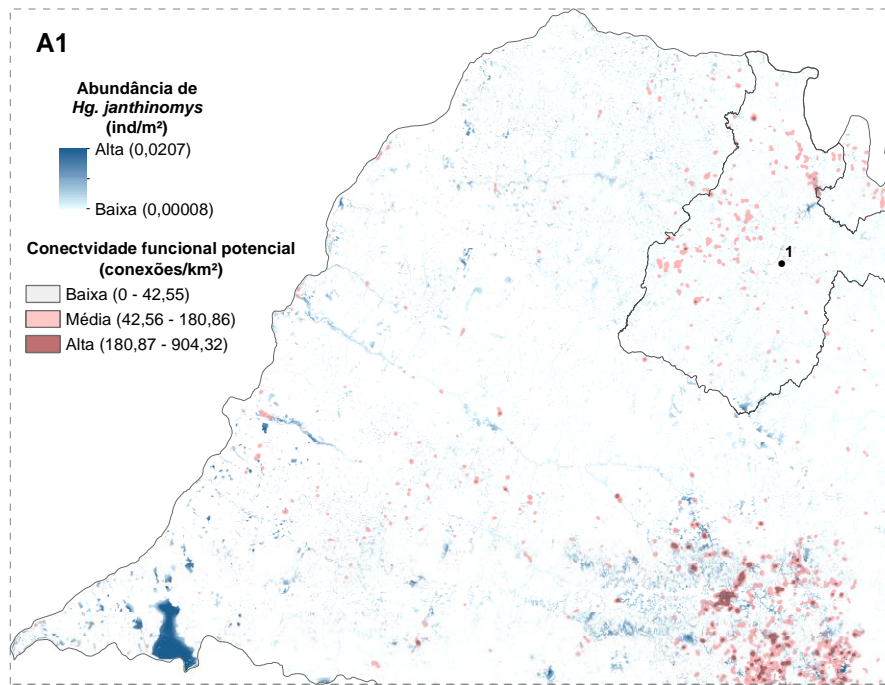 A1
Abundância de
Hg. janthinomys
(ind/m²)
Alta (0,0207)
Baixa (0,00008)
Conectvidade funcional potencial
(conexões/km²)
Baixa (0 - 42,55)
Média (42,56 - 180,86)
Alta (180,87 - 904,32)
1